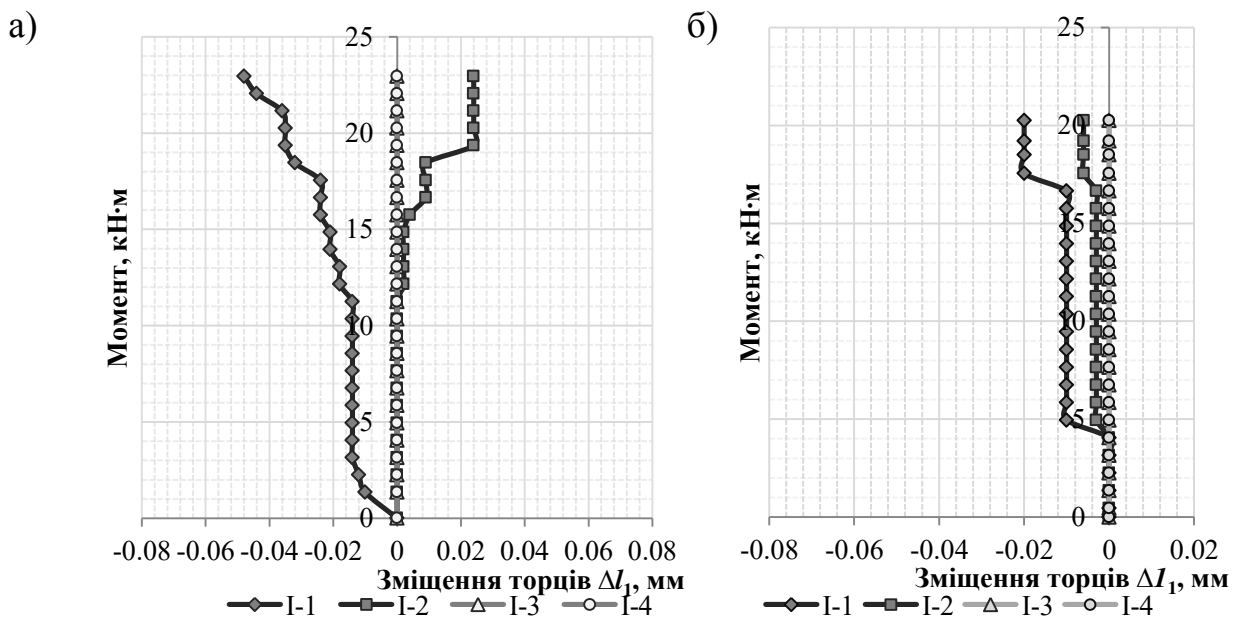 а)
25
20
15
10
5
0
Момент, кН·м
-0.08 -0.06 -0.04 -0.02 0 0.02 0.04 0.06 0.08
Зміщення торців Δl₁, мм
I-1 I-2 I-3 I-4
б)
25
20
15
10
5
0
Момент, кН·м
-0.08 -0.06 -0.04 -0.02 0 0.02
Зміщення торців Δl₁, мм
I-1 I-2 I-3 I-4